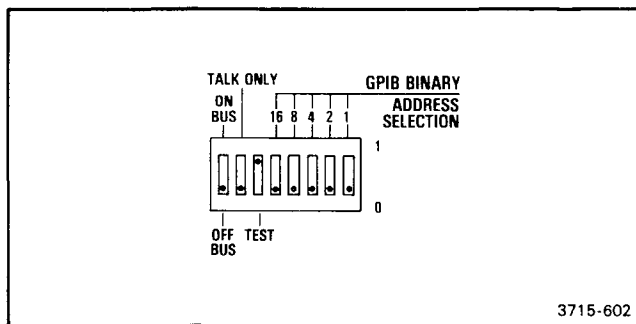 TALK ONLY
GPIB BINARY
ON
BUS
ADDRESS
SELECTION
16 8 4 2 1
1
0
OFF
BUS
TEST
3715-602